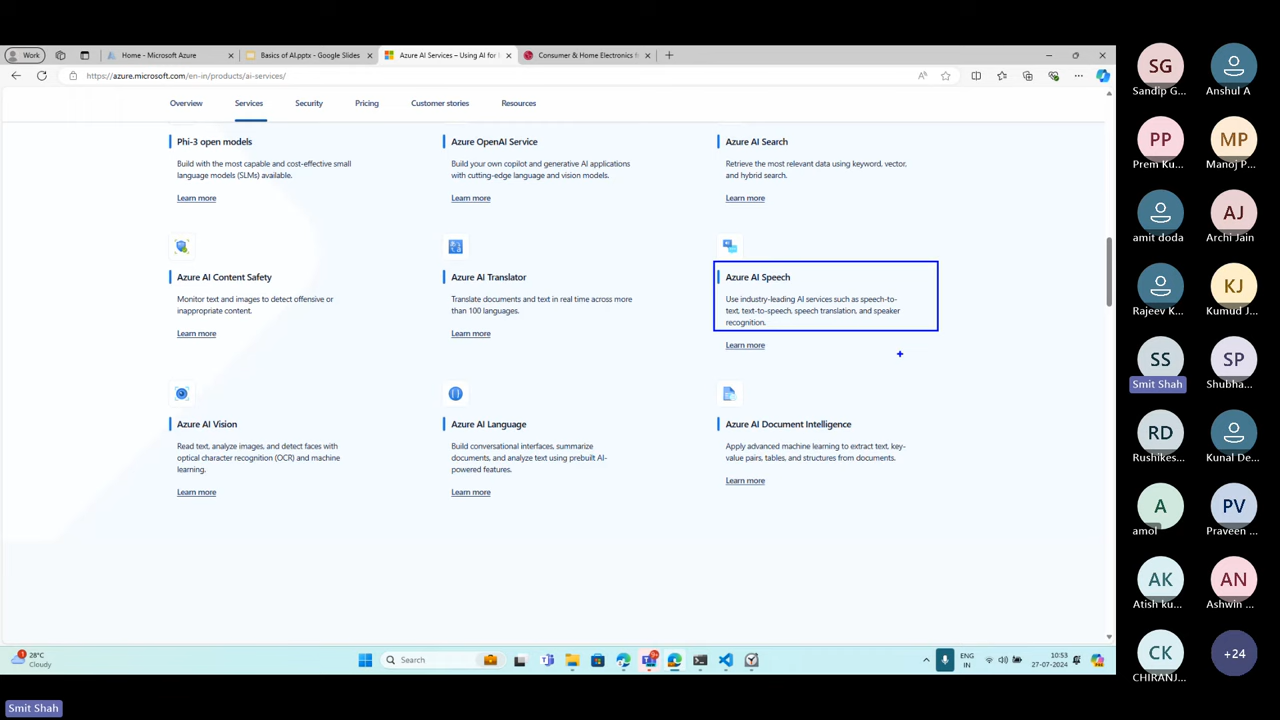 Work
Home - Microsoft Azure
Basics of AI.pptx - Google Slides
Azure AI Services – Using AI for I
Consumer & Home Electronics f
https://azure.microsoft.com/en-in/products/ai-services/
Overview
Services
Security
Pricing
Customer stories
Resources
Phi-3 open models
Build with the most capable and cost-effective small
language models (SLMs) available.
Learn more
Azure OpenAI Service
Build your own copilot and generative AI applications
with cutting-edge language and vision models.
Learn more
Azure AI Search
Retrieve the most relevant data using keyword, vector,
and hybrid search.
Learn more
Azure AI Content Safety
Monitor text and images to detect offensive or
inappropriate content.
Learn more
Azure AI Translator
Translate documents and text in real time across more
than 100 languages.
Learn more
Azure AI Speech
Use industry-leading AI services such as speech-to-
text, text-to-speech, speech translation, and speaker
recognition.
Learn more
Azure AI Vision
Read text, analyze images, and detect faces with
optical character recognition (OCR) and machine
learning.
Learn more
Azure AI Language
Build conversational interfaces, summarize
documents, and analyze text using prebuilt AI-
powered features.
Learn more
Azure AI Document Intelligence
Apply advanced machine learning to extract text, key-
value pairs, tables, and structures from documents.
Learn more
1
28°C
Cloudy
Search
ENG
IN
10:53
27-07-2024
SG
Sandip G...
Anshul A
PP
Prem Ku...
MP
Manoj P...
amit doda
AJ
Archi Jain
Rajeev K...
KJ
Kumud J...
SS
Smit Shah
SP
Shubha...
RD
Rushikes...
Kunal De...
A
amol
PV
Praveen ...
AK
Atish ku...
AN
Ashwin ...
CK
CHIRANJ...
+24
Smit Shah